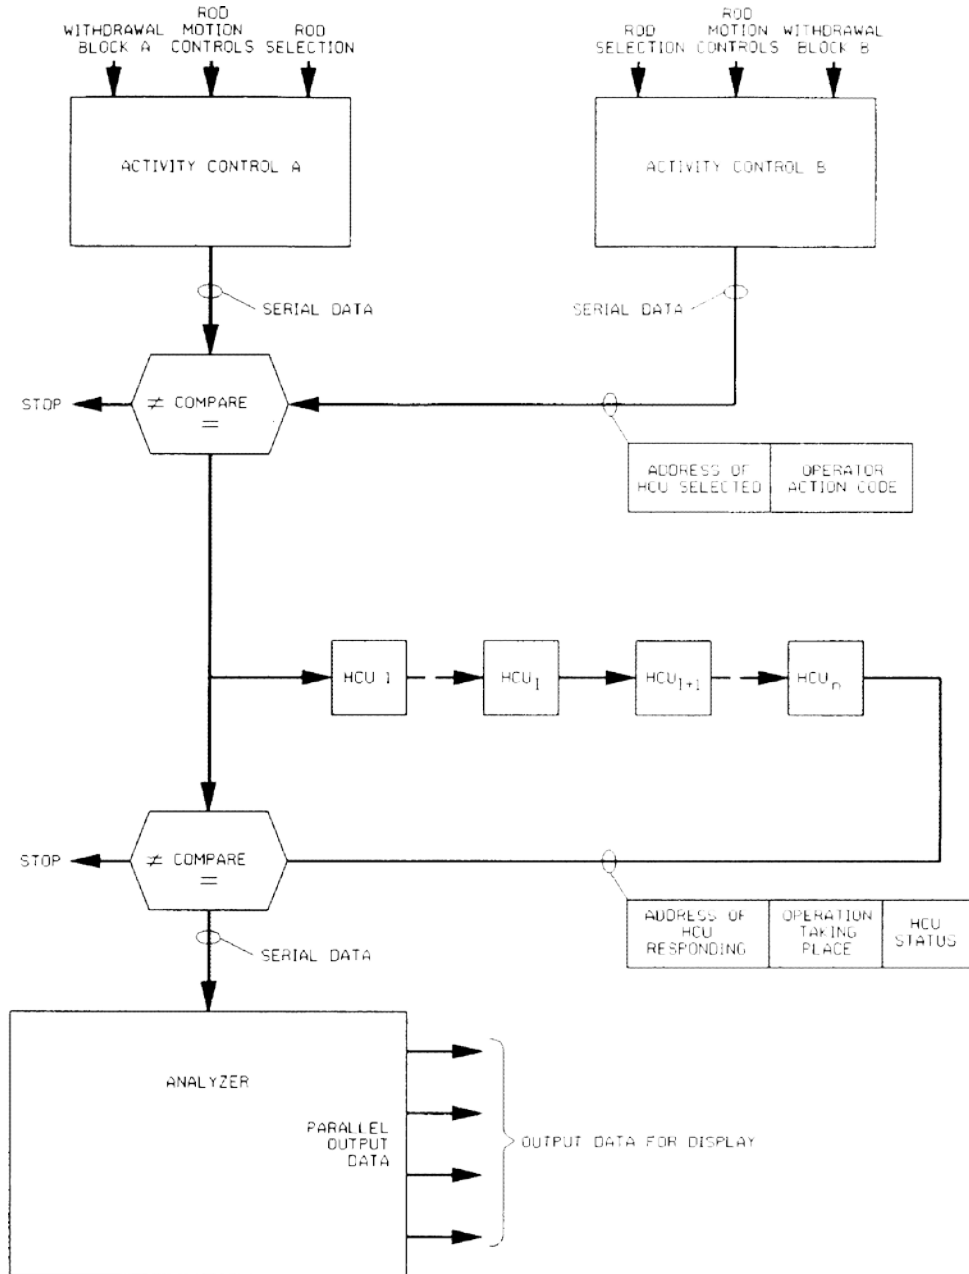 WITHDRAWAL
BLOCK A
ROD
MOTION
CONTROLS
ROD
SELECTION
ROD
SELECTION
ROD
MOTION
CONTROLS
WITHDRAWAL
BLOCK B
ACTIVITY CONTROL A
ACTIVITY CONTROL B
SERIAL DATA
SERIAL DATA
STOP
≠ COMPARE
=
ADDRESS OF
HCU SELECTED
OPERATOR
ACTION CODE
HCU 1
HCU I
HCU I+1
HCU n
STOP
≠ COMPARE
=
ADDRESS OF
HCU
RESPONDING
OPERATION
TAKING
PLACE
HCU
STATUS
SERIAL DATA
ANALYZER
PARALLEL
OUTPUT
DATA
OUTPUT DATA FOR DISPLAY